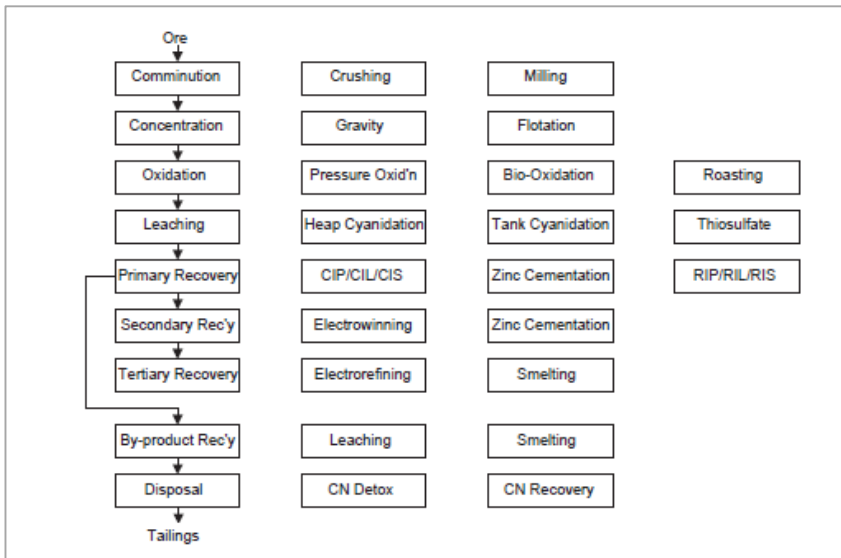 Ore
Comminution Crushing Milling
Concentration Gravity Flotation
Oxidation Pressure Oxid'n Bio-Oxidation Roasting
Leaching Heap Cyanidation Tank Cyanidation Thiosulfate
Primary Recovery CIP/CIL/CIS Zinc Cementation RIP/RIL/RIS
Secondary Rec'y Electrowinning Zinc Cementation
Tertiary Recovery Electrorefining Smelting
By-product Rec'y Leaching Smelting
Disposal CN Detox CN Recovery
Tailings